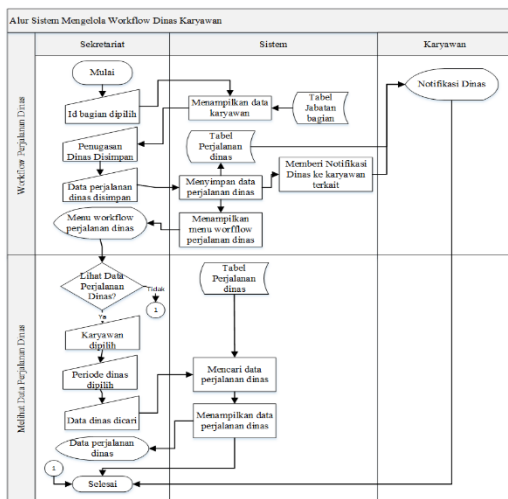 Alur Sistem Mengelola Workflow Dinas Karyawan
Sekretariat
Sistem
Karyawan
Workflow Perjalanan Dinas
Mulai
Id bagian dipilih
Menampilkan data
karyawan
Tabel
Jabatan
bagian
Notifikasi Dinas
Penugasan
Dinas Disimpan
Tabel
Perjalanan
dinas
Data perjalanan
dinas disimpan
Menyimpan data
perjalanan dinas
Memberi Notifikasi
Dinas ke karyawan
terkait
Menu workflow
perjalanan dinas
Menampilkan
menu worfflow
perjalanan dinas
Melihat Data Perjalanan Dinas
Lihat Data
Perjalanan
Dinas?
Tidak
1
Ya
Tabel
Perjalanan
dinas
Karyawan
dipilih
Periode dinas
dipilih
Mencari data
perjalanan dinas
Data dinas dicari
Menampilkan data
perjalanan dinas
Data perjalanan
dinas
1
Selesai